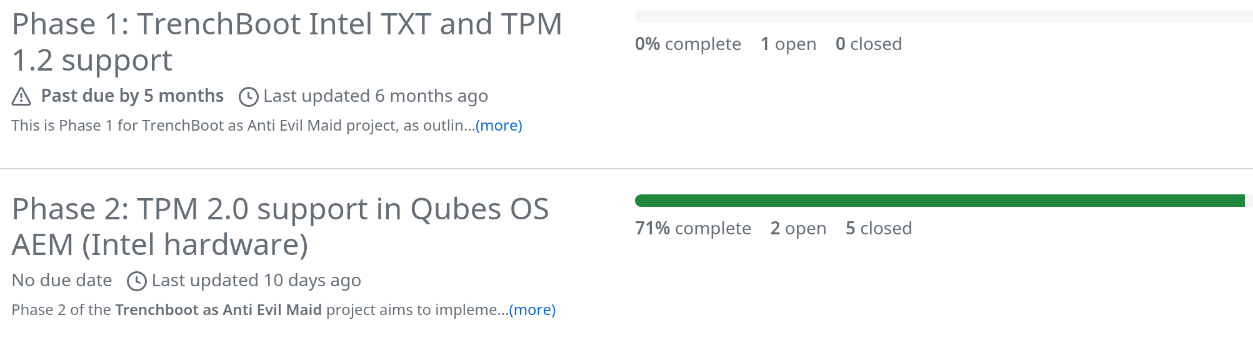 Phase 1: TrenchBoot Intel TXT and TPM
1.2 support
Past due by 5 months Last updated 6 months ago
This is Phase 1 for TrenchBoot as Anti Evil Maid project, as outlin...(more)
0% complete 1 open 0 closed
Phase 2: TPM 2.0 support in Qubes OS
AEM (Intel hardware)
No due date Last updated 10 days ago
Phase 2 of the Trenchboot as Anti Evil Maid project aims to impleme...(more)
71% complete 2 open 5 closed